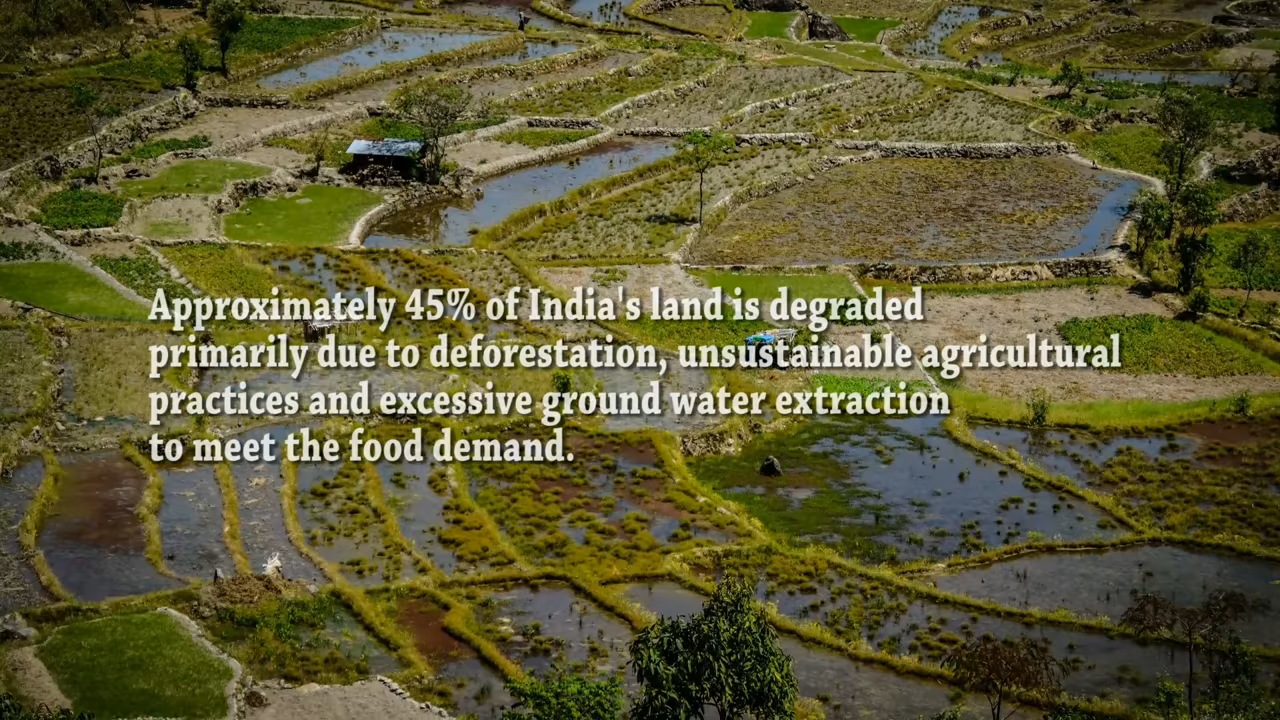 Approximately 45% of India's land is degraded
primarily due to deforestation, unsustainable agricultural
practices and excessive ground water extraction
to meet the food demand.